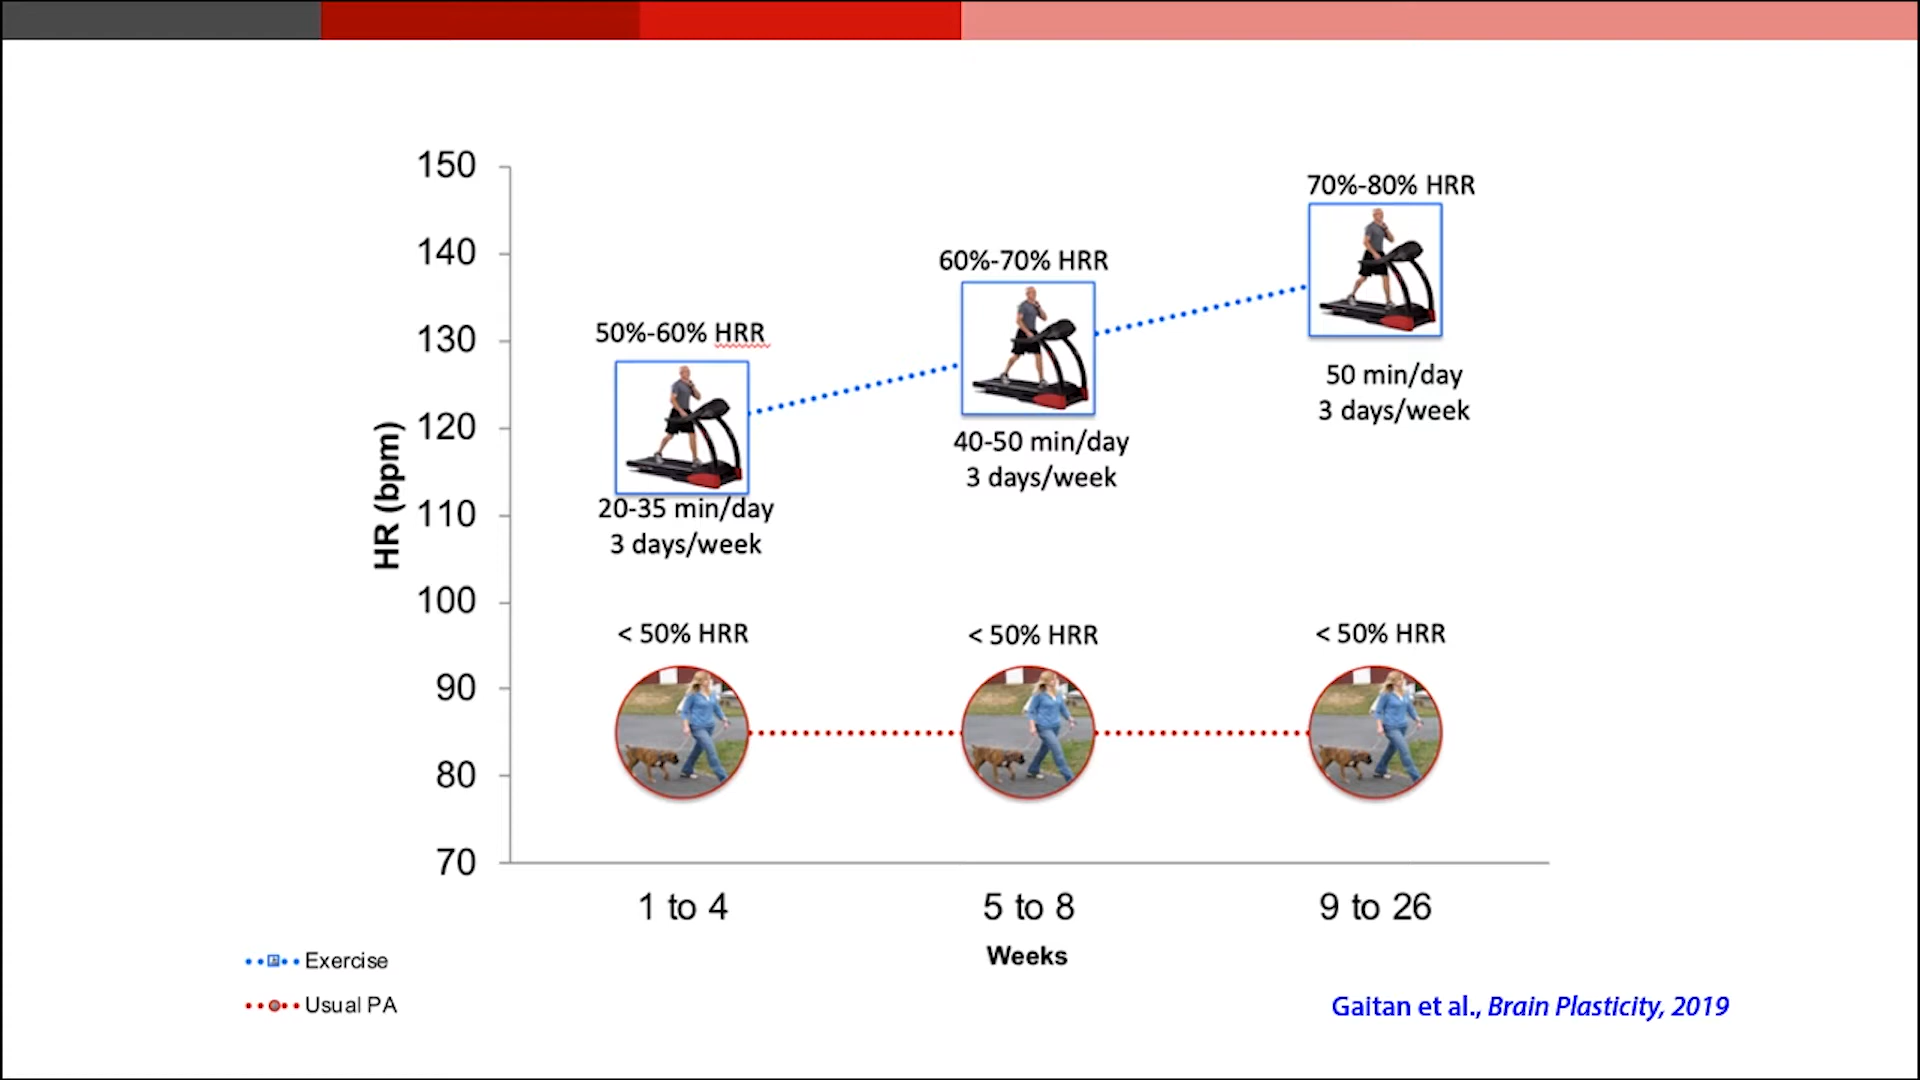 150
140
130
120
110
100
90
80
70
HR (bpm)
50%-60% HRR
20-35 min/day
3 days/week
60%-70% HRR
40-50 min/day
3 days/week
70%-80% HRR
50 min/day
3 days/week
< 50% HRR
< 50% HRR
< 50% HRR
1 to 4
5 to 8
9 to 26
Weeks
Exercise
Usual PA
Gaitan et al., Brain Plasticity, 2019